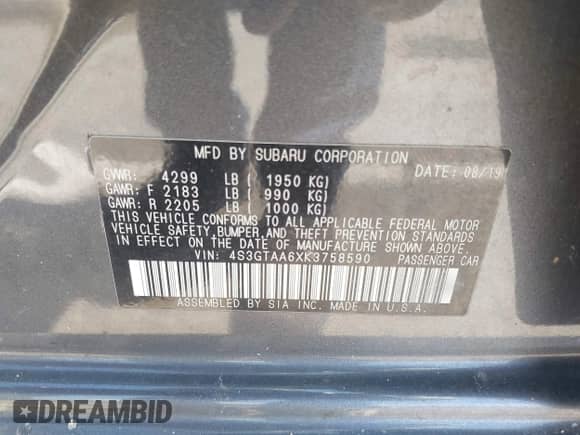 MFD BY SUBARU CORPORATION DATE: 08/19
GVWR: 4299 LB ( 1950 KG)
GAWR: F 2183 LB ( 990 KG)
GAWR: R 2205 LB ( 1000 KG)
THIS VEHICLE CONFORMS TO ALL APPLICABLE FEDERAL MOTOR
VEHICLE SAFETY, BUMPER, AND THEFT PREVENTION STANDARDS
IN EFFECT ON THE DATE OF MANUFACTURE SHOWN ABOVE.
VIN: 4S3GTAA6XK3758590 PASSENGER CAR
ASSEMBLED BY SIA INC. MADE IN U.S.A.
DREAMBID